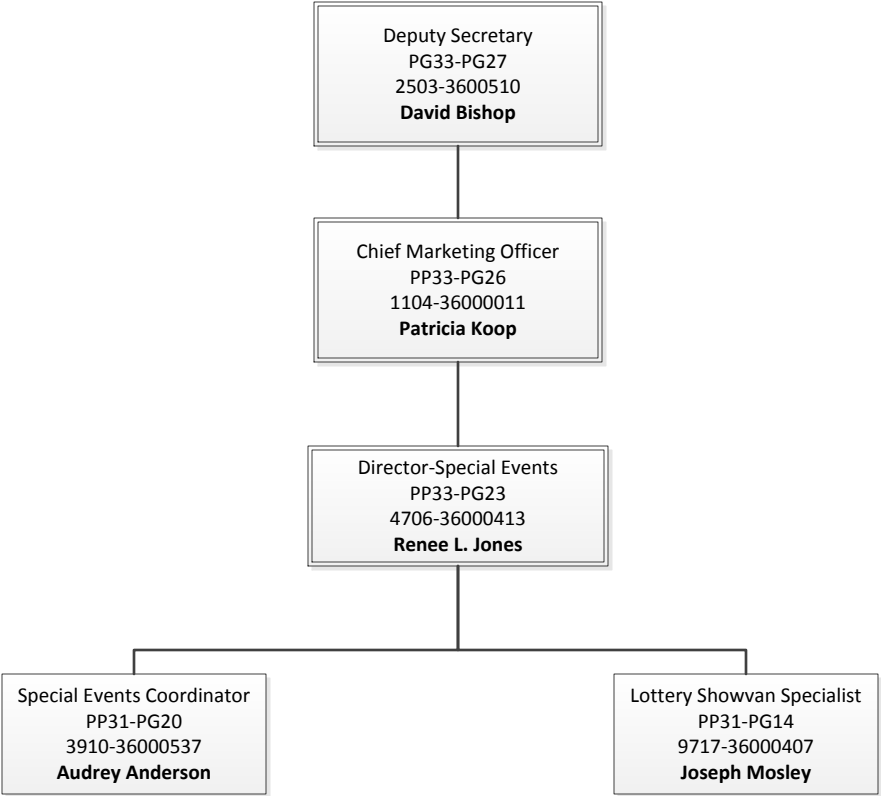 Deputy Secretary
PG33-PG27
2503-3600510
David Bishop
Chief Marketing Officer
PP33-PG26
1104-36000011
Patricia Koop
Director-Special Events
PP33-PG23
4706-36000413
Renee L. Jones
Special Events Coordinator
PP31-PG20
3910-36000537
Audrey Anderson
Lottery Showvan Specialist
PP31-PG14
9717-36000407
Joseph Mosley